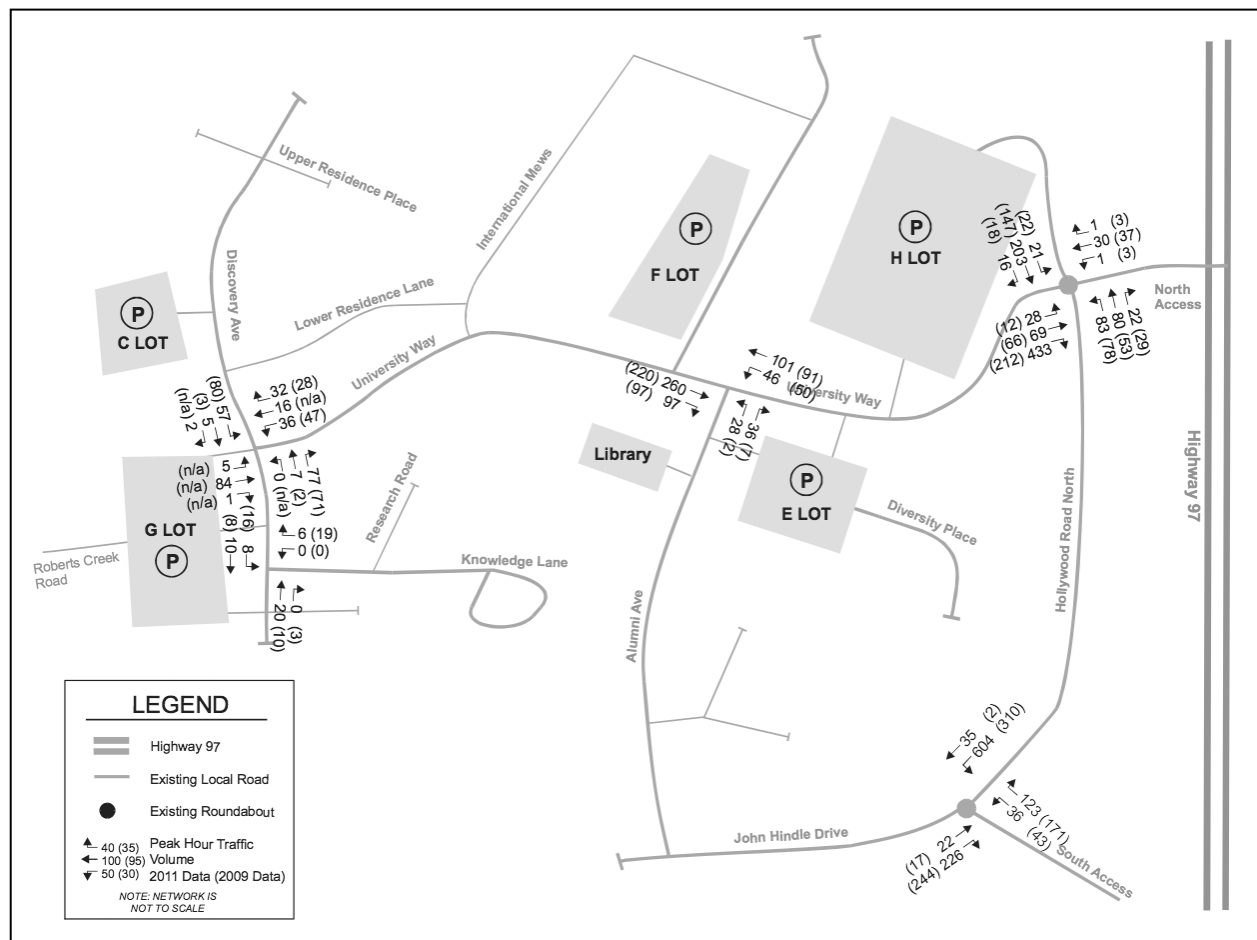 Upper Residence Place
International Mews
Discovery Ave
Lower Residence Lane
University Way
P
C LOT
P
F LOT
P
H LOT
(22) 21
(147) 203
(18) 16
1 (3)
30 (37)
1 (3)
North
Access
22 (29)
80 (53)
83 (78)
(12) 28
(66) 69
(212) 433
(80) 57
(3) 5
(n/a) 2
32 (28)
16 (n/a)
36 (47)
(220) 260
(97) 97
101 (91)
46 (50)
University Way
36 (7)
28 (2)
Library
P
E LOT
Diversity Place
Highway 97
Hollywood Road North
(n/a) 5
(n/a) 84
(n/a) 1
77 (71)
7 (2)
0 (n/a)
G LOT
P
(16) 8
(8) 10
6 (19)
0 (0)
Research Road
Knowledge Lane
Roberts Creek
Road
0 (3)
20 (10)
Alumni Ave
35 (2)
604 (310)
123 (171)
36 (43)
South Access
John Hindle Drive
(17) 22
(244) 226
LEGEND
Highway 97
Existing Local Road
Existing Roundabout
40 (35) Peak Hour Traffic
100 (95) Volume
50 (30) 2011 Data (2009 Data)
NOTE: NETWORK IS
NOT TO SCALE